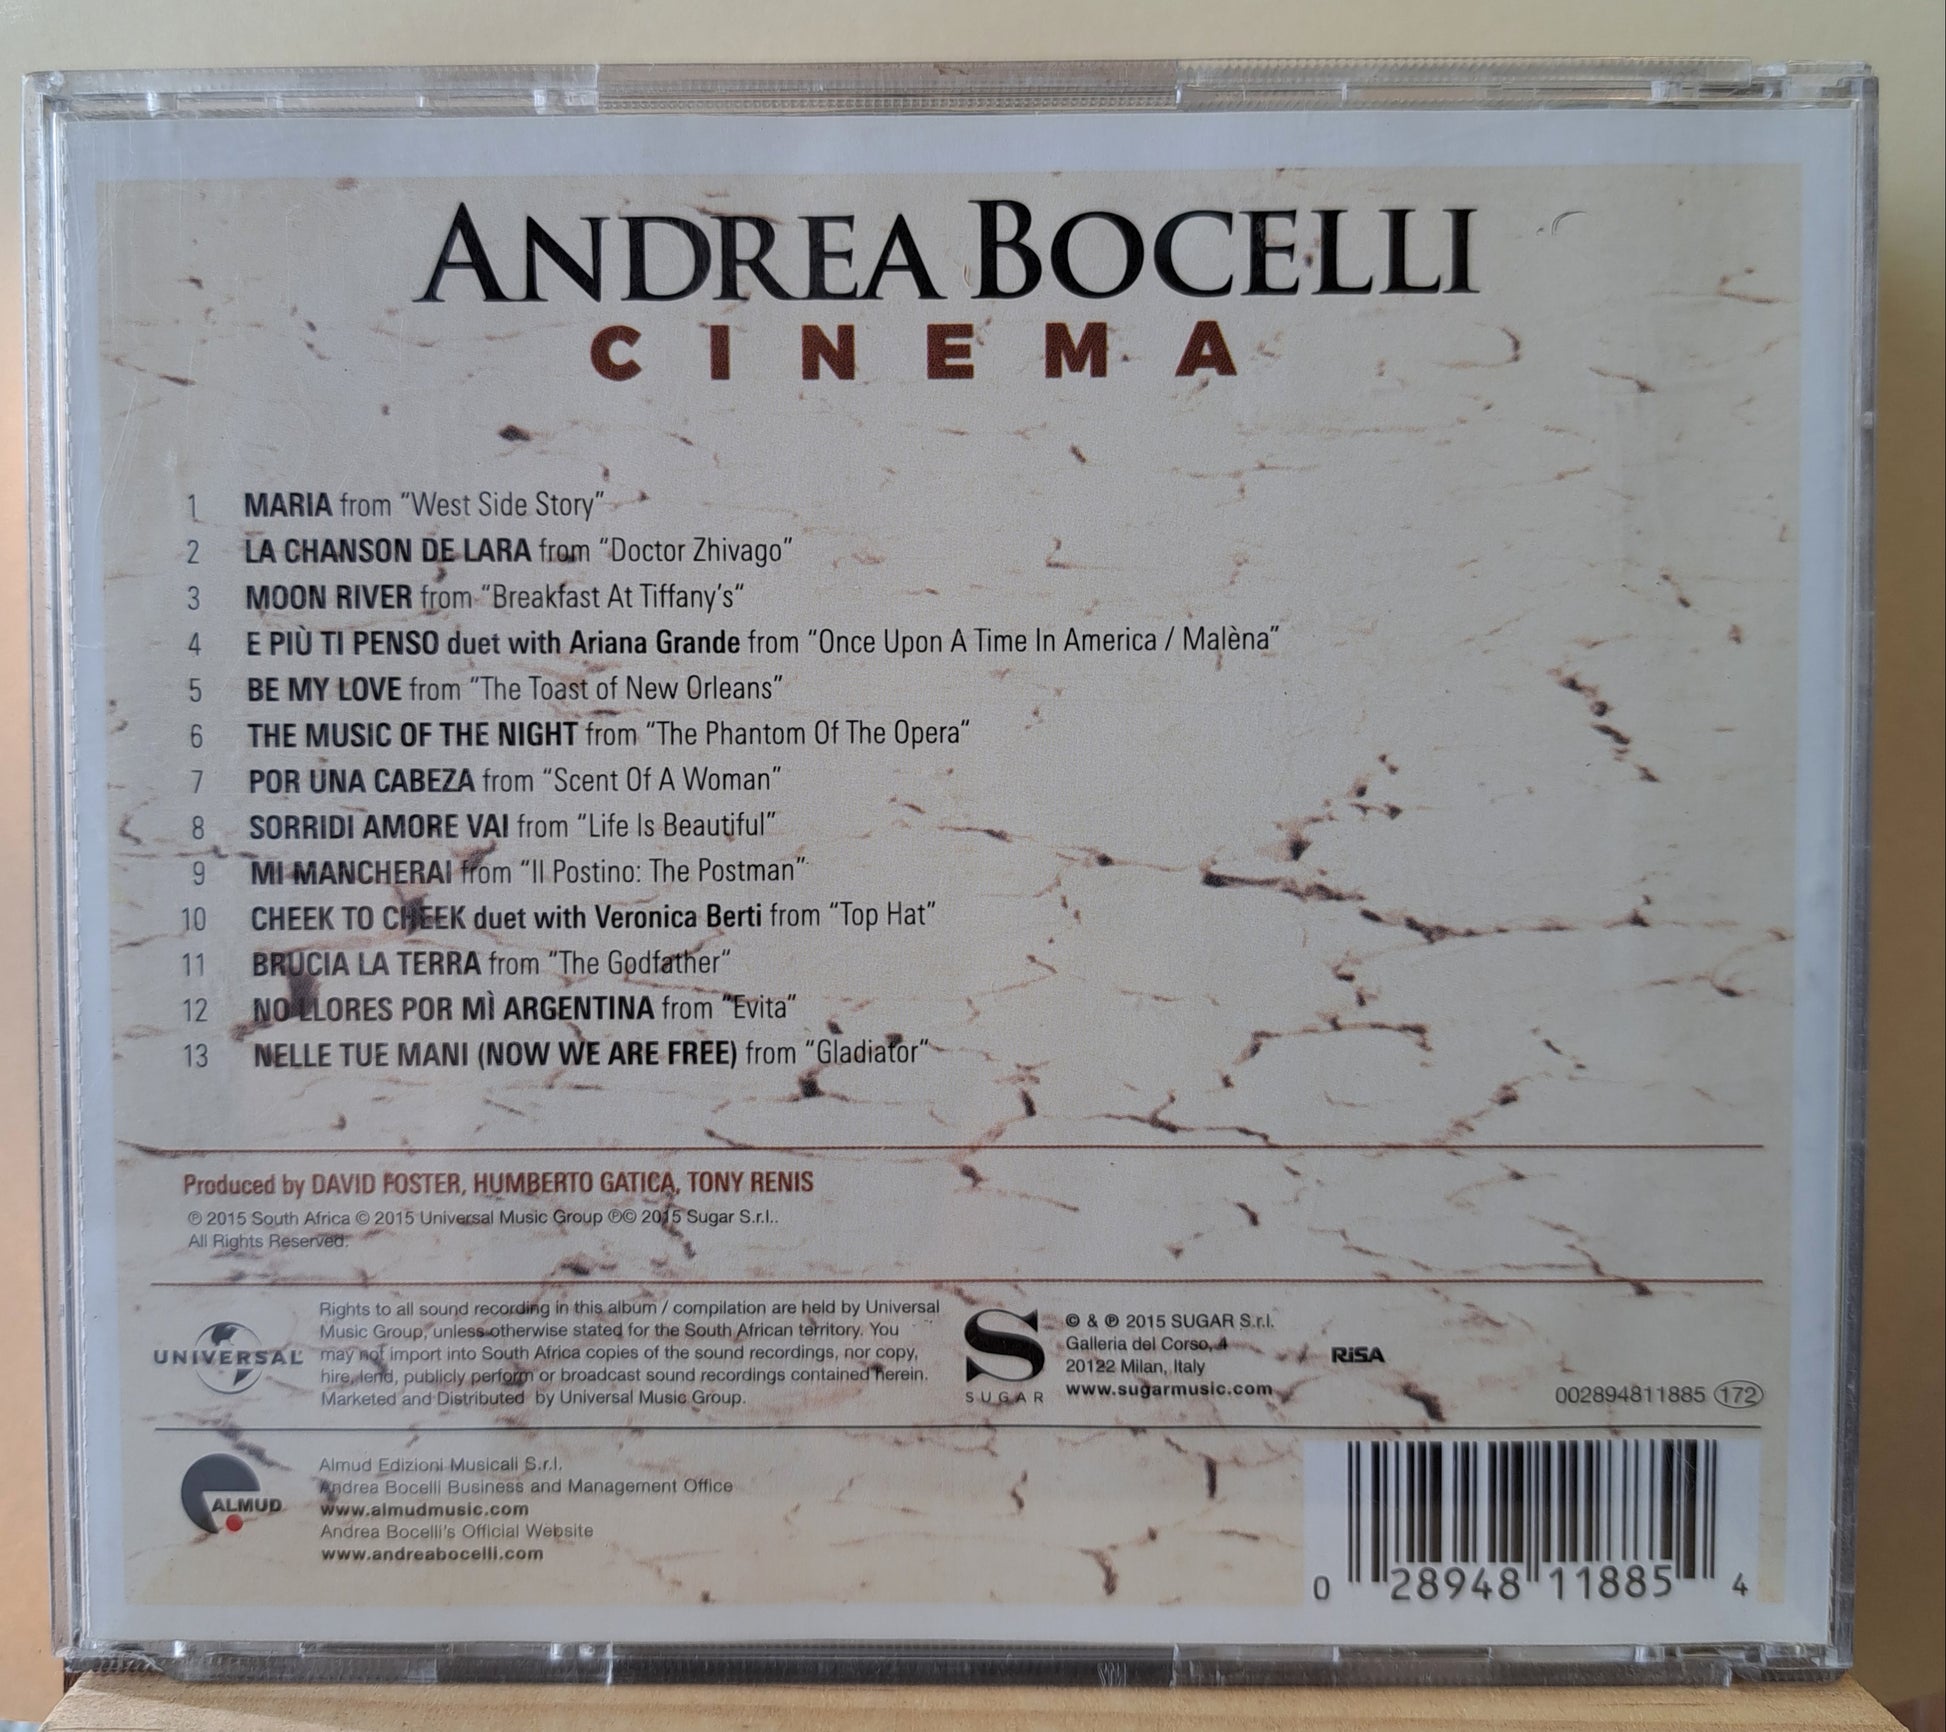 ANDREA BOCELLI
CINEMA
1 MARIA from “West Side Story”
2 LA CHANSON DE LARA from “Doctor Zhivago”
3 MOON RIVER from “Breakfast At Tiffany’s“
4 E PIÙ TI PENSO duet with Ariana Grande from “Once Upon A Time In America / Malèna”
5 BE MY LOVE from “The Toast of New Orleans”
6 THE MUSIC OF THE NIGHT from “The Phantom Of The Opera“
7 POR UNA CABEZA from “Scent Of A Woman”
8 SORRIDI AMORE VAI from “Life Is Beautiful”
9 MI MANCHERAI from “Il Postino: The Postman”
10 CHEEK TO CHEEK duet with Veronica Berti from “Top Hat”
11 BRUCIA LA TERRA from “The Godfather“
12 NO LLORES POR MÌ ARGENTINA from “Evita“
13 NELLE TUE MANI (NOW WE ARE FREE) from “Gladiator“
Produced by DAVID FOSTER, HUMBERTO GATICA, TONY RENIS
℗ 2015 South Africa © 2015 Universal Music Group ℗© 2015 Sugar S.r.l..
All Rights Reserved.
UNIVERSAL
Rights to all sound recording in this album / compilation are held by Universal
Music Group, unless otherwise stated for the South African territory. You
may not import into South Africa copies of the sound recordings, nor copy,
hire, lend, publicly perform or broadcast sound recordings contained herein.
Marketed and Distributed by Universal Music Group.
S
SUGAR
© & ℗ 2015 SUGAR S.r.l.
Galleria del Corso, 4
20122 Milan, Italy
www.sugarmusic.com
RiSA
002894811885 172
ALMUD
Almud Edizioni Musicali S.r.l.
Andrea Bocelli Business and Management Office
www.almudmusic.com
Andrea Bocelli's Official Website
www.andreabocelli.com
0 28948 11885 4